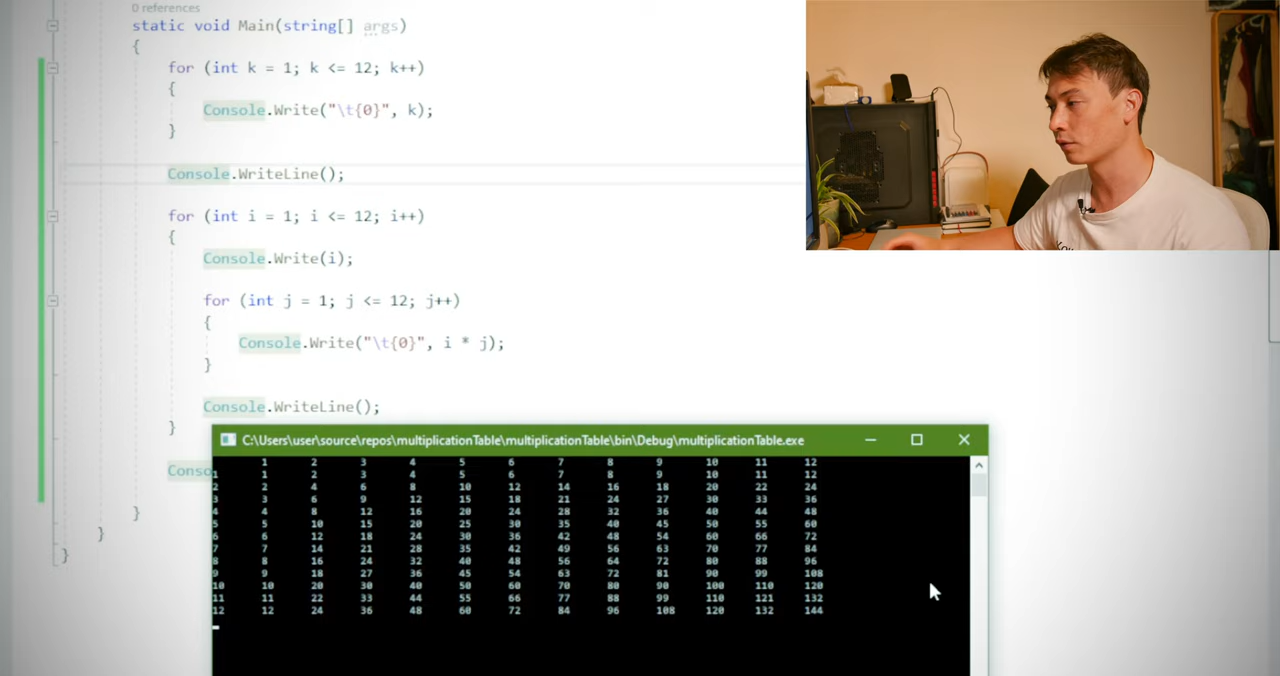 0 references
static void Main(string[] args)
{
for (int k = 1; k <= 12; k++)
{
Console.Write("\t{0}", k);
}
Console.WriteLine();
for (int i = 1; i <= 12; i++)
{
Console.Write(i);
for (int j = 1; j <= 12; j++)
{
Console.Write("\t{0}", i * j);
}
Console.WriteLine();
}
Conso
}
}
}
C:\Users\user\source\repos\multiplicationTable\multiplicationTable\bin\Debug\multiplicationTable.exe
1 2 3 4 5 6 7 8 9 10 11 12
1 1 2 3 4 5 6 7 8 9 10 11 12
2 2 4 6 8 10 12 14 16 18 20 22 24
3 3 6 9 12 15 18 21 24 27 30 33 36
4 4 8 12 16 20 24 28 32 36 40 44 48
5 5 10 15 20 25 30 35 40 45 50 55 60
6 6 12 18 24 30 36 42 48 54 60 66 72
7 7 14 21 28 35 42 49 56 63 70 77 84
8 8 16 24 32 40 48 56 64 72 80 88 96
9 9 18 27 36 45 54 63 72 81 90 99 108
10 10 20 30 40 50 60 70 80 90 100 110 120
11 11 22 33 44 55 66 77 88 99 110 121 132
12 12 24 36 48 60 72 84 96 108 120 132 144